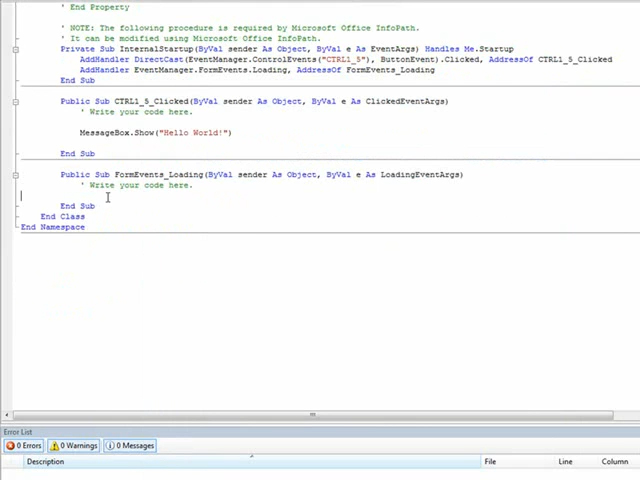 ' End Property
' NOTE: The following procedure is required by Microsoft Office InfoPath.
' It can be modified using Microsoft Office InfoPath.
Private Sub InternalStartup(ByVal sender As Object, ByVal e As EventArgs) Handles Me.Startup
AddHandler DirectCast(EventManager.ControlEvents("CTRL1_5"), ButtonEvent).Clicked, AddressOf CTRL1_5_Clicked
AddHandler EventManager.FormEvents.Loading, AddressOf FormEvents_Loading
End Sub
Public Sub CTRL1_5_Clicked(ByVal sender As Object, ByVal e As ClickedEventArgs)
' Write your code here.
MessageBox.Show("Hello World!")
End Sub
Public Sub FormEvents_Loading(ByVal sender As Object, ByVal e As LoadingEventArgs)
' Write your code here.
End Sub
End Class
End Namespace
Error List
0 Errors 0 Warnings 0 Messages
Description File Line Column